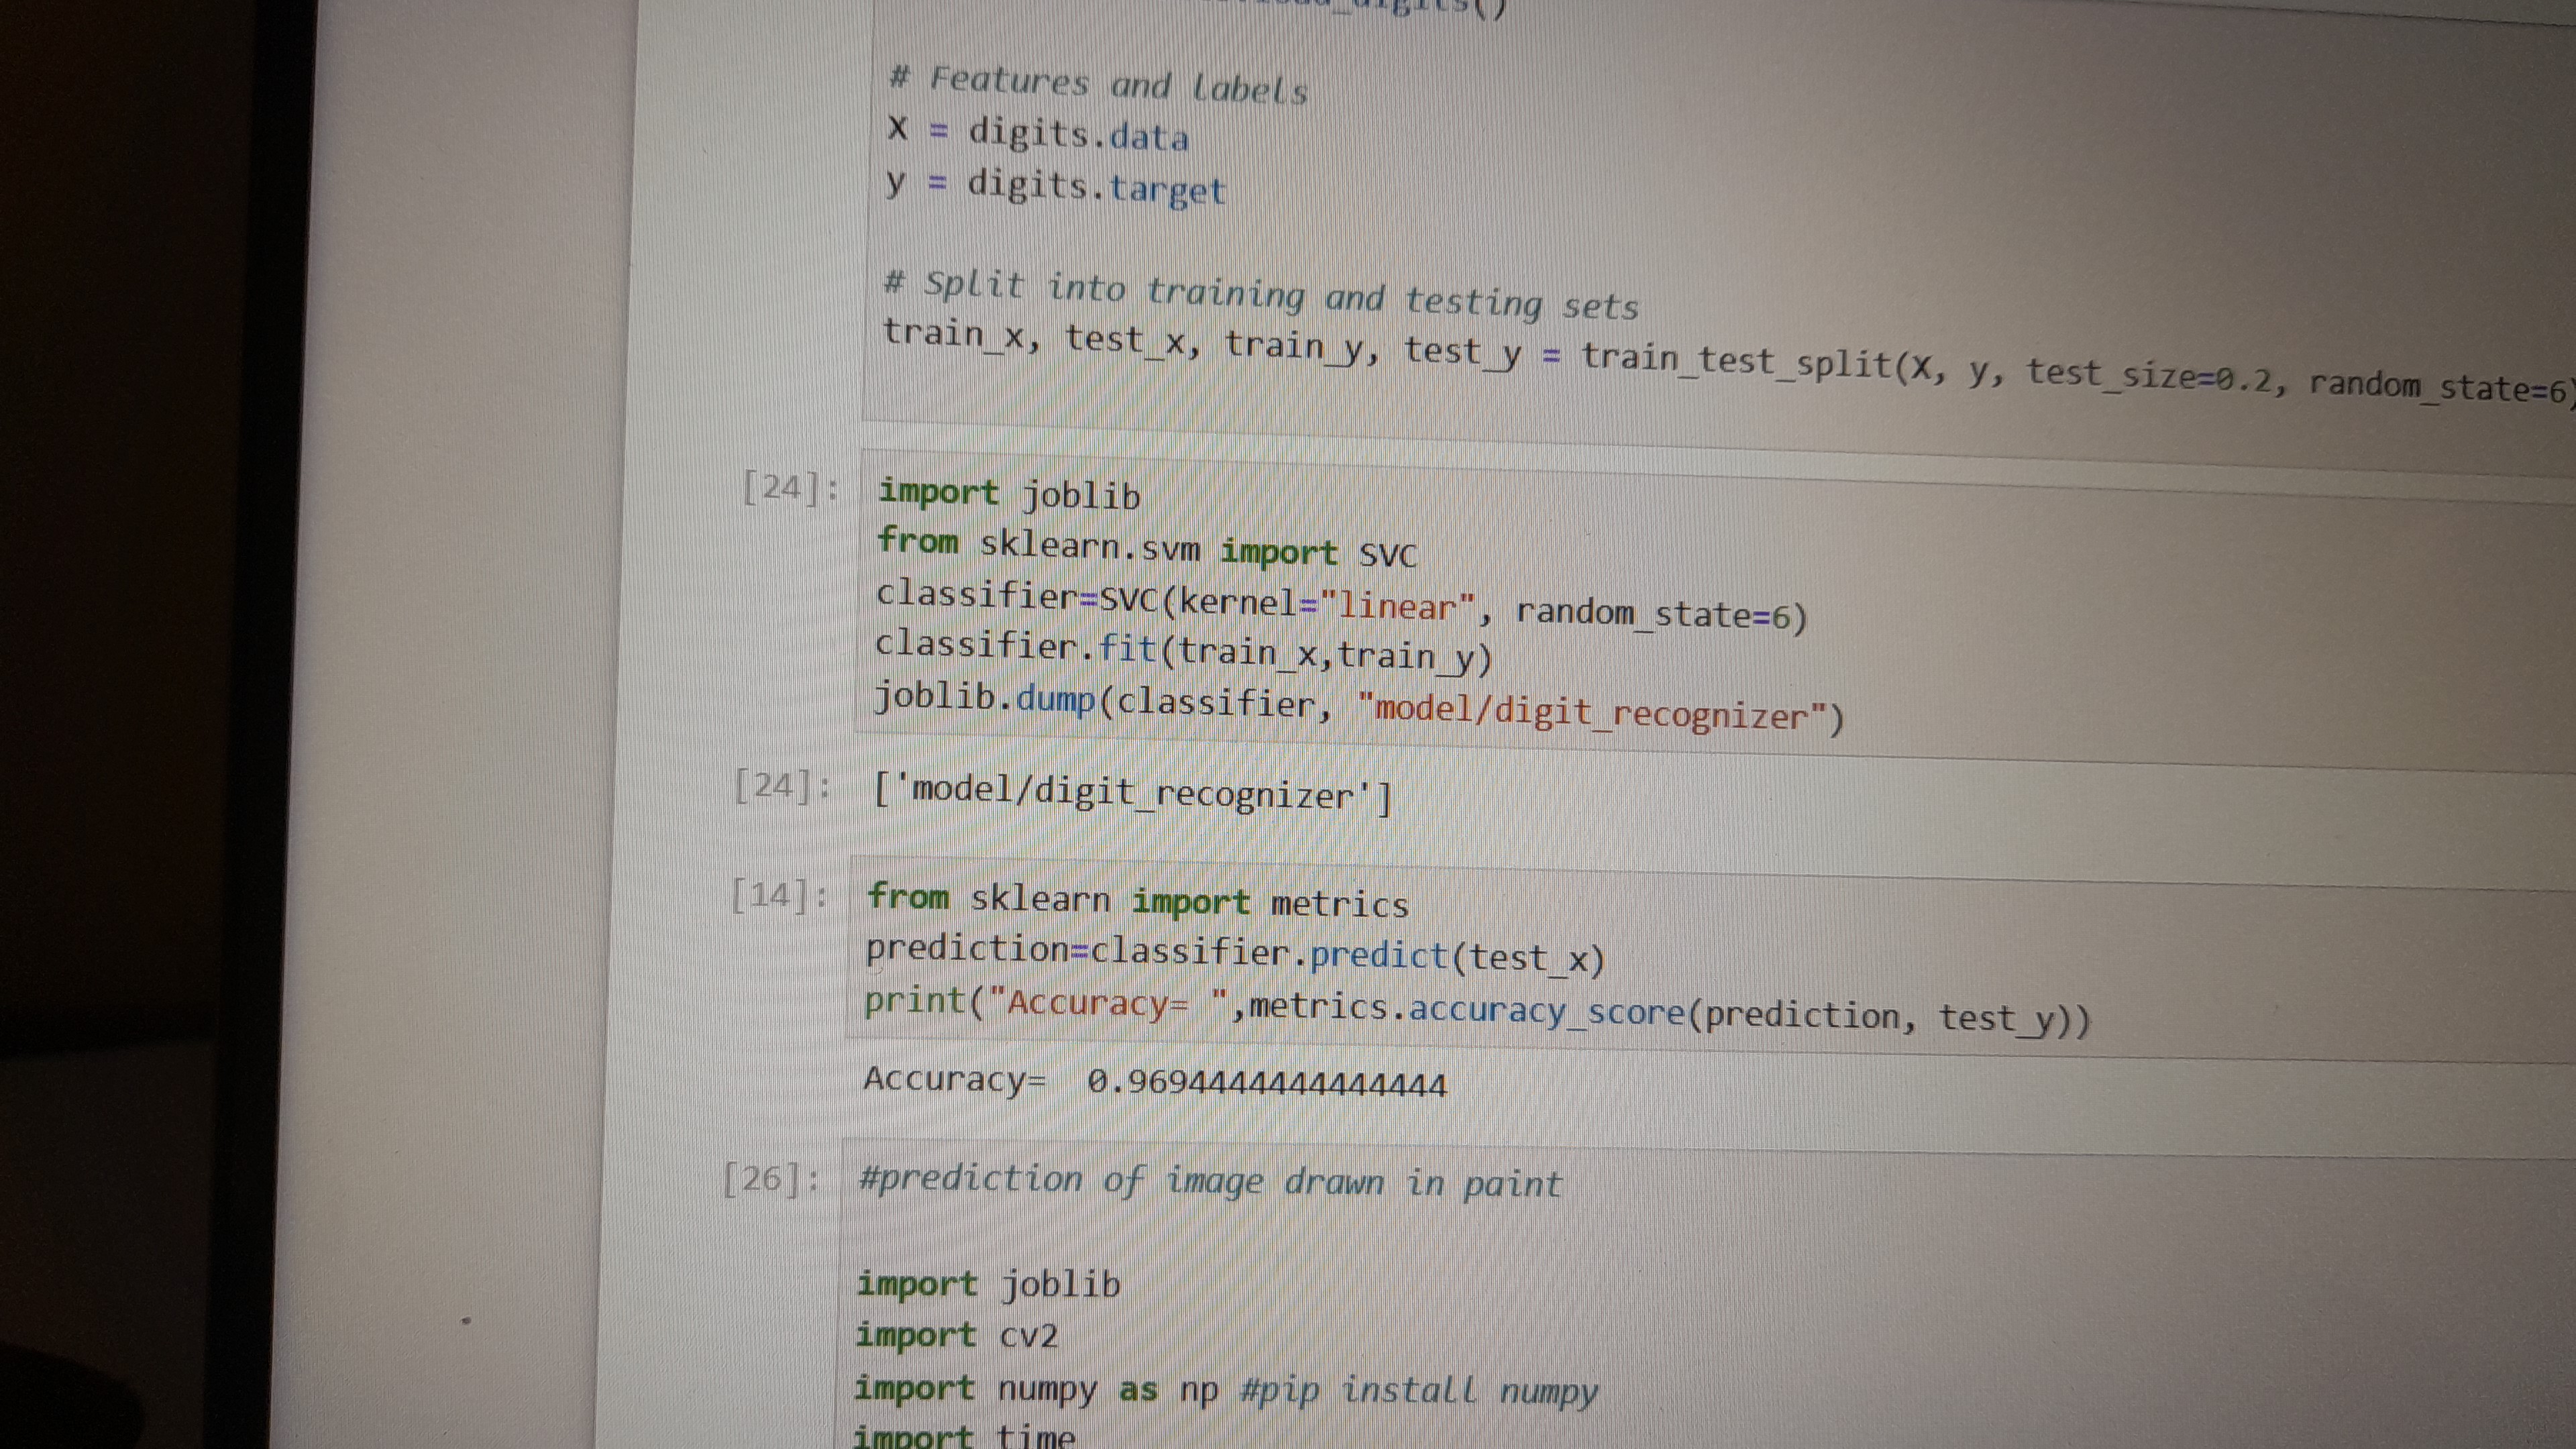 # Features and labels
X = digits.data
y = digits.target
# Split into training and testing sets
train_x, test_x, train_y, test_y = train_test_split(X, y, test_size=0.2, random_state=6)
[24]: import joblib
from sklearn.svm import SVC
classifier=SVC(kernel="linear", random_state=6)
classifier.fit(train_x,train_y)
joblib.dump(classifier, "model/digit_recognizer")
[24]: ['model/digit_recognizer']
[14]: from sklearn import metrics
prediction=classifier.predict(test_x)
print("Accuracy= ",metrics.accuracy_score(prediction, test_y))
Accuracy=  0.9694444444444444
[26]: #prediction of image drawn in paint
import joblib
import cv2
import numpy as np #pip install numpy
import time